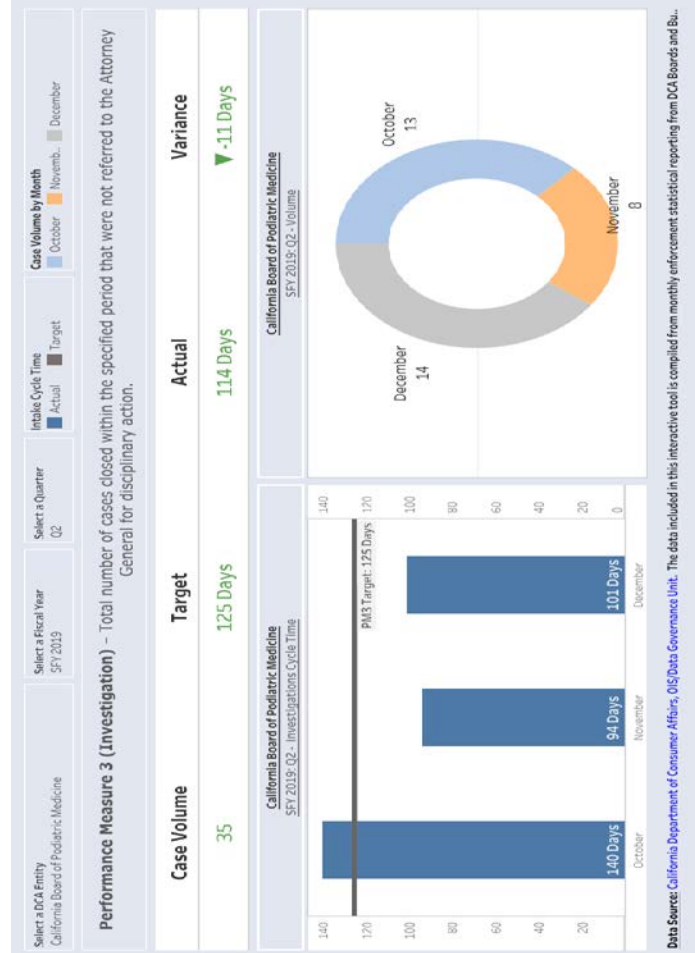 Select a DCA Entity
California Board of Podiatric Medicine
Select a Fiscal Year
SFY 2019
Select a Quarter
Q2
Intake Cycle Time
Actual
Target
Case Volume by Month
October
Novemb..
December
Performance Measure 3 (Investigation) – Total number of cases closed within the specified period that were not referred to the Attorney
General for disciplinary action.
Case Volume
Target
Actual
Variance
35
125 Days
114 Days
▼ -11 Days
California Board of Podiatric Medicine
SFY 2019: Q2 - Investigations Cycle Time
140
120
100
80
60
40
20
0
PM3 Target: 125 Days
140 Days
94 Days
101 Days
October
November
December
140
120
100
80
60
40
20
0
California Board of Podiatric Medicine
SFY 2019: Q2 - Volume
December
14
October
13
November
8
Data Source: California Department of Consumer Affairs, OIS/Data Governance Unit. The data included in this interactive tool is compiled from monthly enforcement statistical reporting from DCA Boards and Bu..